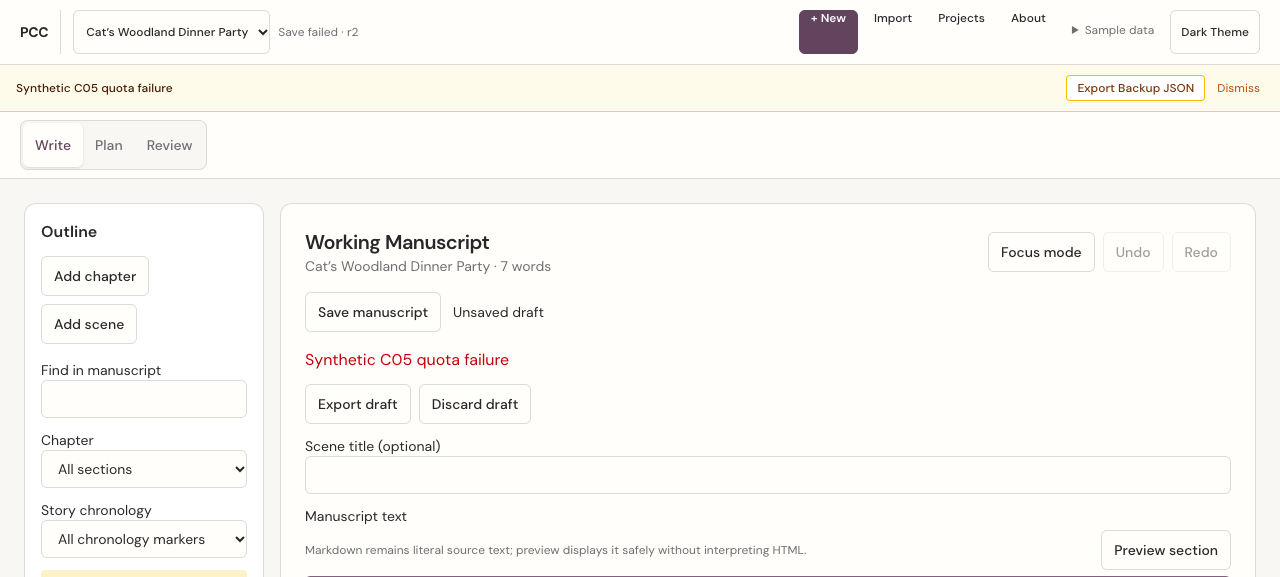 PCC
Cat’s Woodland Dinner Party
Save failed · r2
+ New
Import
Projects
About
▶ Sample data
Dark Theme
Synthetic C05 quota failure
Export Backup JSON
Dismiss
Write
Plan
Review
Outline
Add chapter
Add scene
Find in manuscript
Chapter
All sections
Story chronology
All chronology markers
Working Manuscript
Cat’s Woodland Dinner Party · 7 words
Focus mode
Undo
Redo
Save manuscript
Unsaved draft
Synthetic C05 quota failure
Export draft
Discard draft
Scene title (optional)
Manuscript text
Markdown remains literal source text; preview displays it safely without interpreting HTML.
Preview section